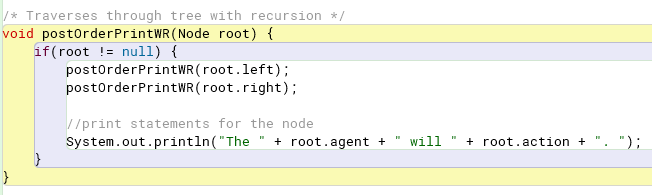 /* Traverses through tree with recursion */
void postOrderPrintWR(Node root) {
if(root != null) {
postOrderPrintWR(root.left);
postOrderPrintWR(root.right);
//print statements for the node
System.out.println("The " + root.agent + " will " + root.action + ". ");
}
}